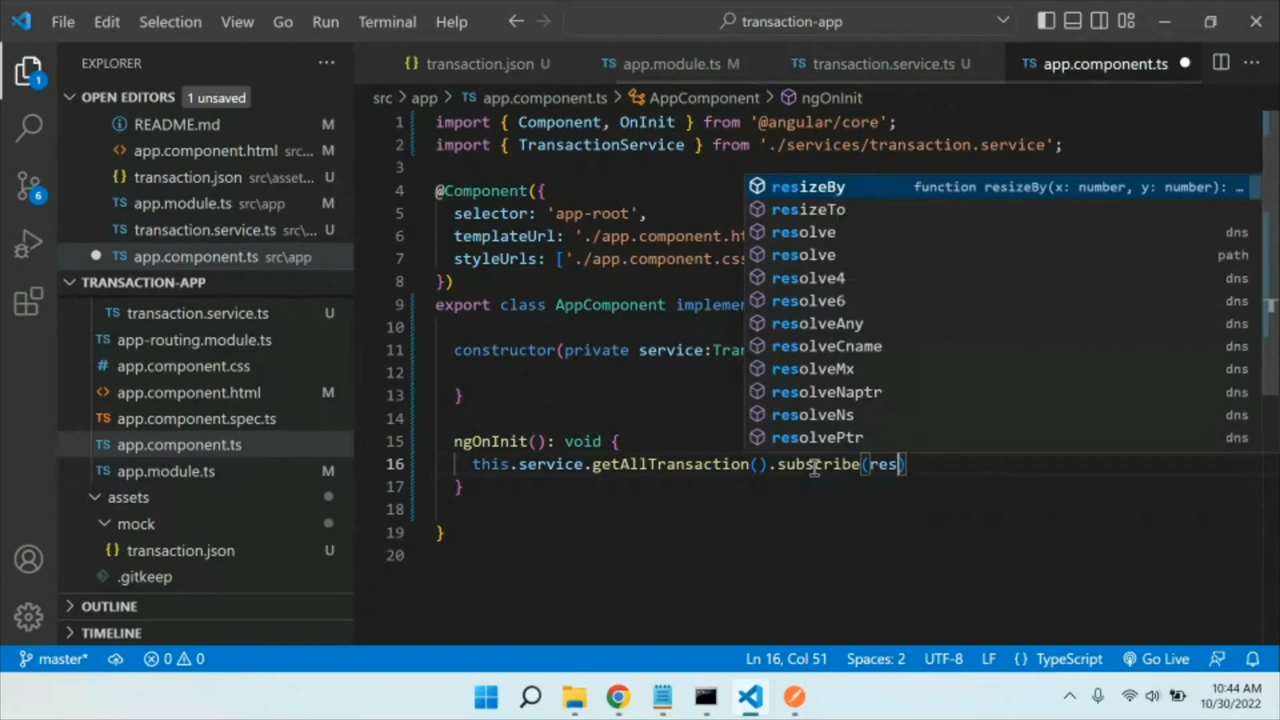 File Edit Selection View Go Run Terminal Help transaction-app
EXPLORER
OPEN EDITORS 1 unsaved
README.md M
app.component.html src... M
transaction.json src\asset... U
app.module.ts src\app M
transaction.service.ts src\... U
app.component.ts src\app
TRANSACTION-APP
transaction.service.ts U
app-routing.module.ts
app.component.css
app.component.html M
app.component.spec.ts
app.component.ts
app.module.ts M
assets
mock
transaction.json U
.gitkeep
OUTLINE
TIMELINE
transaction.json U app.module.ts M transaction.service.ts U app.component.ts
src > app > app.component.ts > AppComponent > ngOnInit
1 import { Component, OnInit } from '@angular/core';
2 import { TransactionService } from './services/transaction.service';
3
4 @Component({
5 selector: 'app-root',
6 templateUrl: './app.component.ht
7 styleUrls: ['./app.component.css
8 })
9 export class AppComponent implemen
10
11 constructor(private service:Tran
12
13 }
14
15 ngOnInit(): void {
16 this.service.getAllTransaction().subscribe(res)
17 }
18
19 }
20
resizeBy function resizeBy(x: number, y: number): …
resizeTo
resolve dns
resolve path
resolve4 dns
resolve6 dns
resolveAny dns
resolveCname dns
resolveMx dns
resolveNaptr dns
resolveNs dns
resolvePtr dns
1
6
master* 0 0 Ln 16, Col 51 Spaces: 2 UTF-8 LF {} TypeScript Go Live
10:44 AM
10/30/2022